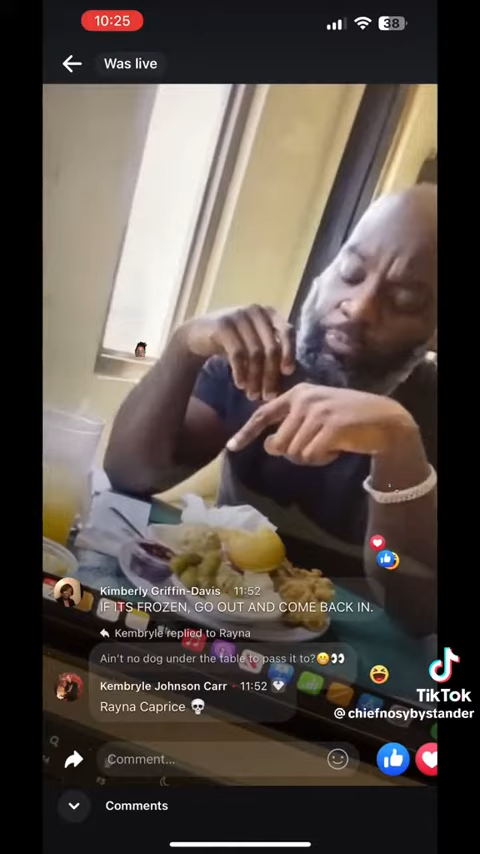 10:25
38
Was live
Kimberly Griffin-Davis 11:52
IF ITS FROZEN, GO OUT AND COME BACK IN.
Kembryle replied to Rayna
Ain't no dog under the table to pass it to?😁👀
Kembryle Johnson Carr · 11:52
Rayna Caprice 💀
TikTok
@chiefnosybystander
Comment...
Comments